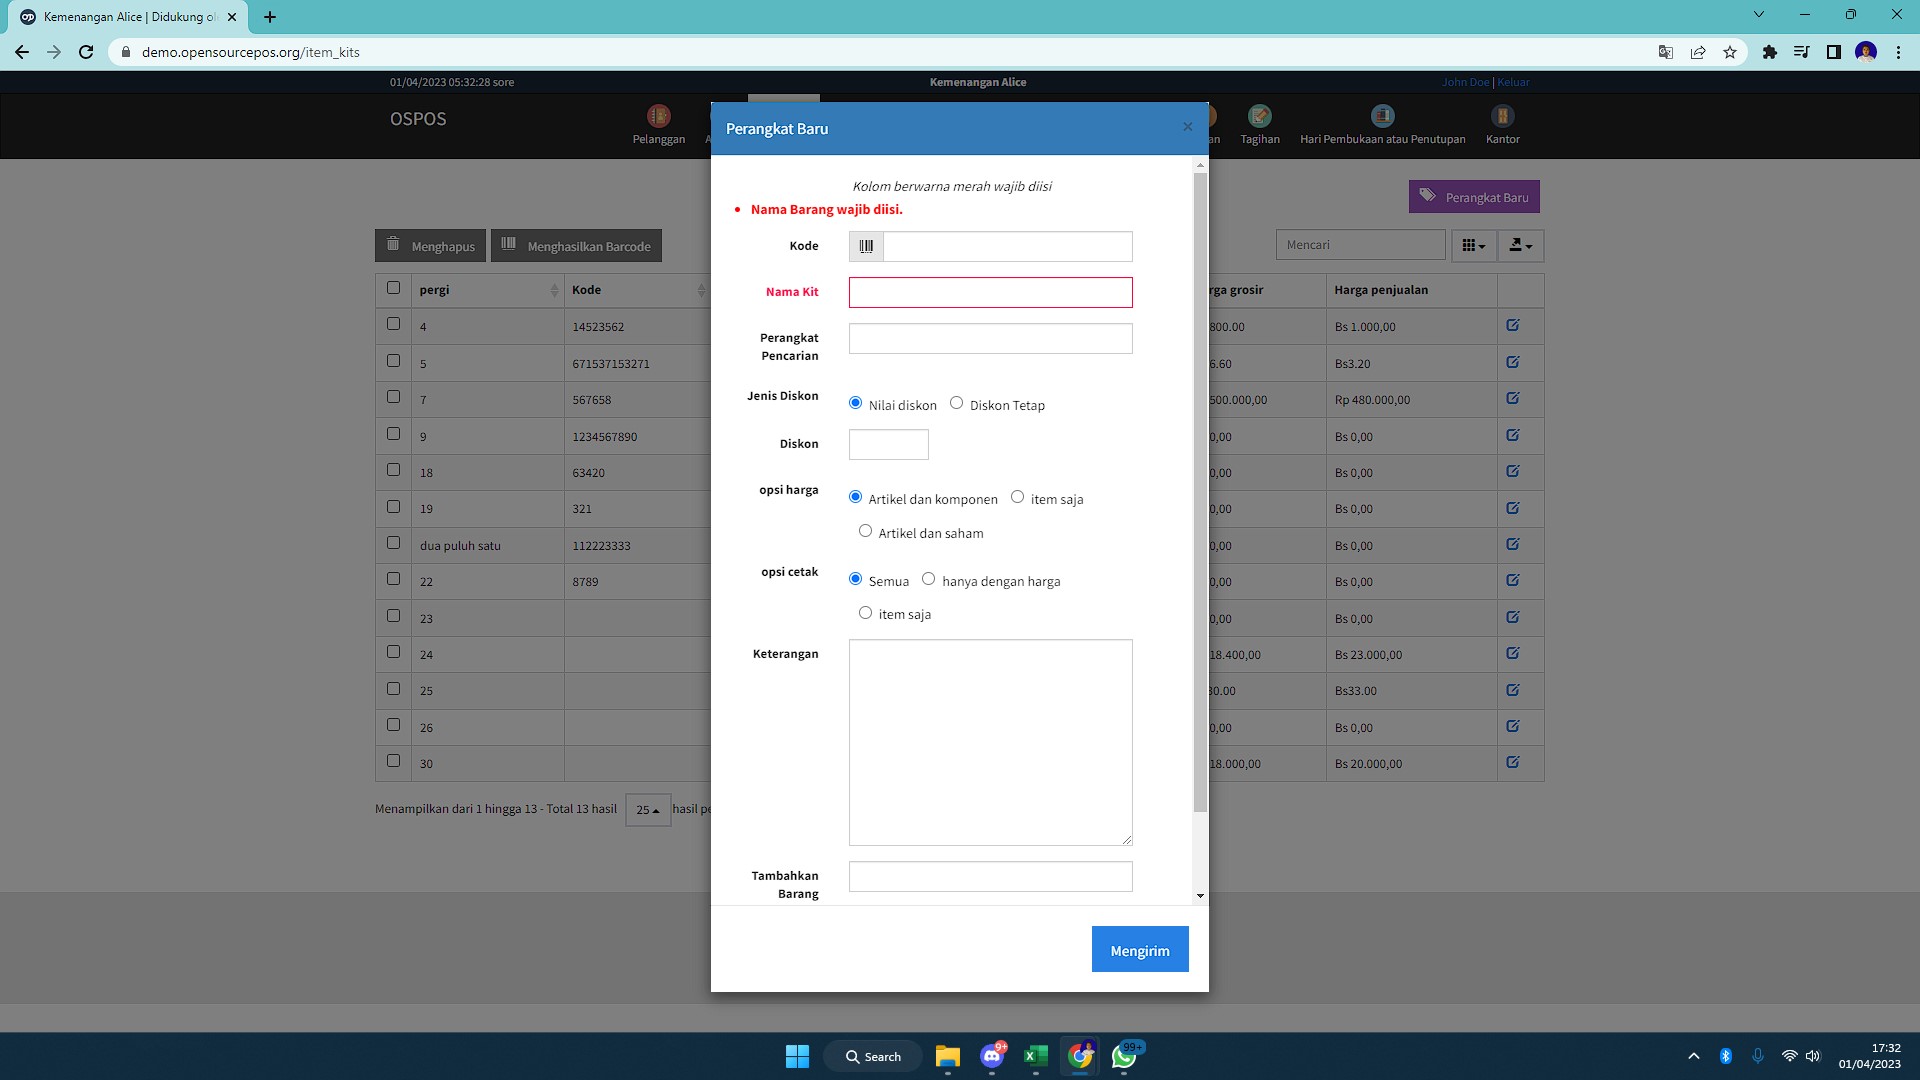 Kemenangan Alice | Didukung ol
demo.opensourcepos.org/item_kits
01/04/2023 05:32:28 sore
Kemenangan Alice
John Doe | Keluar
OSPOS
Pelanggan
A
an
Tagihan
Hari Pembukaan atau Penutupan
Kantor
Perangkat Baru
Perangkat Baru
Kolom berwarna merah wajib diisi
Nama Barang wajib diisi.
Kode
Nama Kit
Perangkat
Pencarian
Jenis Diskon
Nilai diskon
Diskon Tetap
Diskon
opsi harga
Artikel dan komponen
item saja
Artikel dan saham
opsi cetak
Semua
hanya dengan harga
item saja
Keterangan
Tambahkan
Barang
Mengirim
Menghapus
Menghasilkan Barcode
Mencari
pergi Kode rga grosir Harga penjualan
4 14523562 800.00 Bs 1.000,00
5 671537153271 6.60 Bs3.20
7 567658 500.000,00 Rp 480.000,00
9 1234567890 0,00 Bs 0,00
18 63420 0,00 Bs 0,00
19 321 0,00 Bs 0,00
dua puluh satu 112223333 0,00 Bs 0,00
22 8789 0,00 Bs 0,00
23 0,00 Bs 0,00
24 18.400,00 Bs 23.000,00
25 30.00 Bs33.00
26 0,00 Bs 0,00
30 18.000,00 Bs 20.000,00
Menampilkan dari 1 hingga 13 - Total 13 hasil 25 hasil pe
Search
9+
99+
17:32
01/04/2023